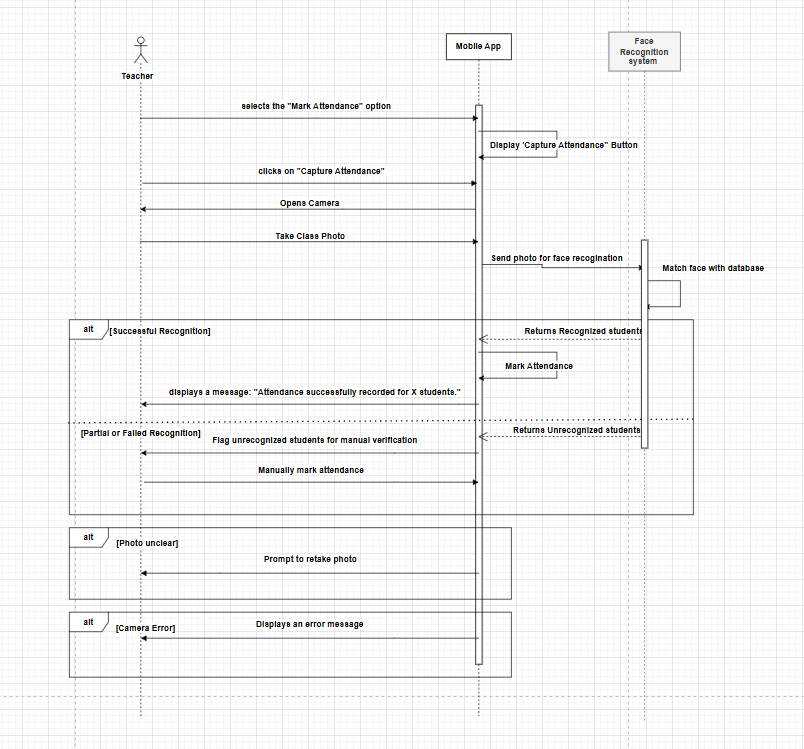 Teacher
Mobile App
Face
Recognition
system
selects the "Mark Attendance" option
Display 'Capture Attendance" Button
clicks on "Capture Attendance"
Opens Camera
Take Class Photo
Send photo for face recogination
Match face with database
alt
[Successful Recognition]
Returns Recognized students
Mark Attendance
displays a message: "Attendance successfully recorded for X students."
[Partial or Failed Recognition]
Returns Unrecognized students
Flag unrecognized students for manual verification
Manually mark attendance
alt
[Photo unclear]
Prompt to retake photo
alt
[Camera Error]
Displays an error message